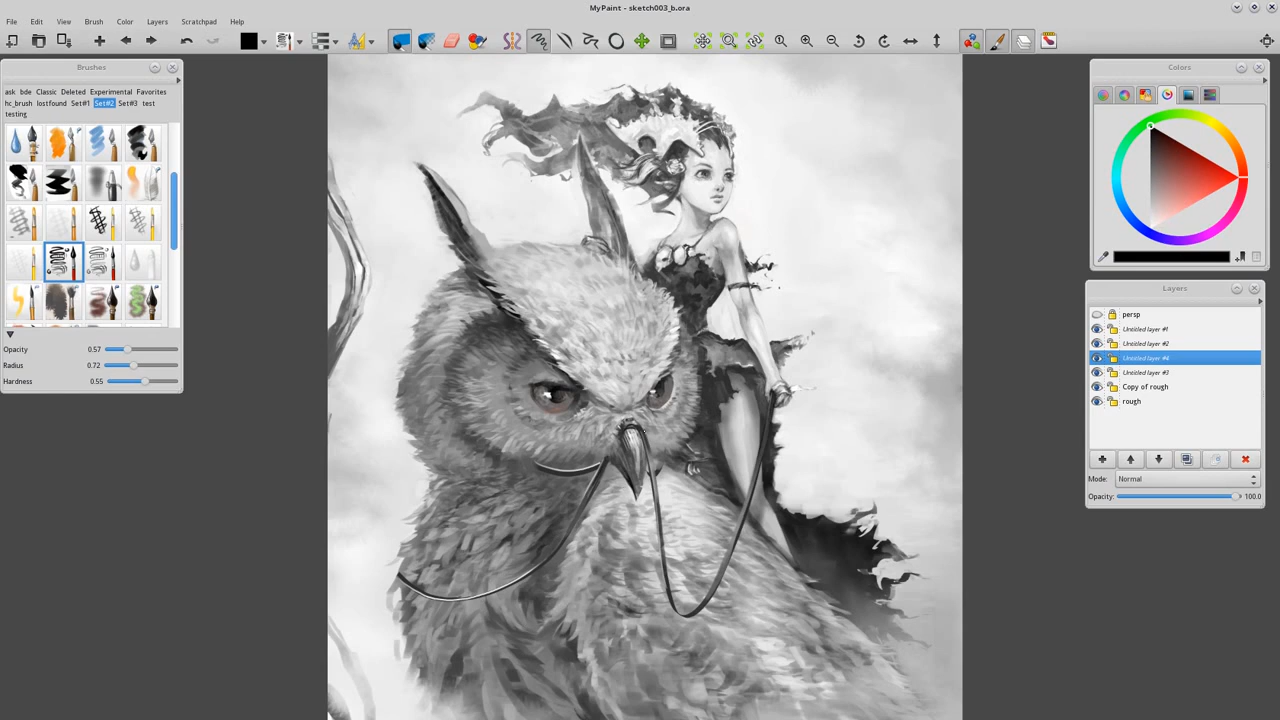 MyPaint - sketch003_b.ora
File Edit View Brush Color Layers Scratchpad Help
Brushes
ask bde Classic Deleted Experimental Favorites
hc_brush lostfound Set#1 Set#2 Set#3 test
testing
Opacity 0.57
Radius 0.72
Hardness 0.55
Colors
Layers
persp
Untitled layer #1
Untitled layer #2
Untitled layer #4
Untitled layer #3
Copy of rough
rough
Mode: Normal
Opacity: 100.0